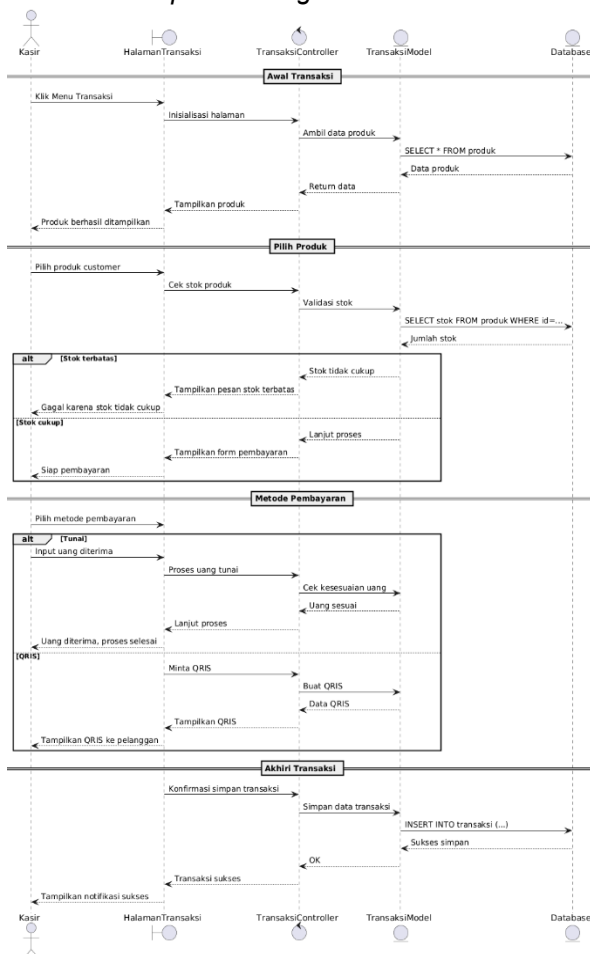 Kasir HalamanTransaksi TransaksiController TransaksiModel Database
Awal Transaksi
Klik Menu Transaksi
Inisialisasi halaman
Ambil data produk
SELECT * FROM produk
Data produk
Return data
Tampilkan produk
Produk berhasil ditampilkan
Pilih Produk
Pilih produk customer
Cek stok produk
Validasi stok
SELECT stok FROM produk WHERE id=...
Jumlah stok
alt [Stok terbatas]
Stok tidak cukup
Tampilkan pesan stok terbatas
Gagal karena stok tidak cukup
[Stok cukup]
Lanjut proses
Tampilkan form pembayaran
Siap pembayaran
Metode Pembayaran
Pilih metode pembayaran
alt [Tunai]
Input uang diterima
Proses uang tunai
Cek kesesuaian uang
Uang sesuai
Lanjut proses
Uang diterima, proses selesai
[QRIS]
Minta QRIS
Buat QRIS
Data QRIS
Tampilkan QRIS
Tampilkan QRIS ke pelanggan
Akhiri Transaksi
Konfirmasi simpan transaksi
Simpan data transaksi
INSERT INTO transaksi (...)
Sukses simpan
OK
Transaksi sukses
Tampilkan notifikasi sukses
Kasir HalamanTransaksi TransaksiController TransaksiModel Database